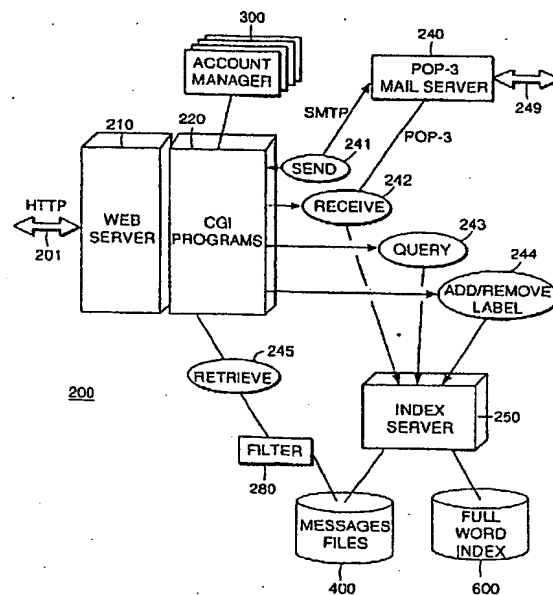 300
ACCOUNT
MANAGER
240
POP-3
MAIL SERVER
249
210
220
SMTP
241
POP-3
SEND
242
HTTP
201
WEB
SERVER
CGI
PROGRAMS
RECEIVE
243
QUERY
244
ADD/REMOVE
LABEL
245
RETRIEVE
200
INDEX
SERVER
250
FILTER
280
MESSAGES
FILES
FULL
WORD
INDEX
400
600